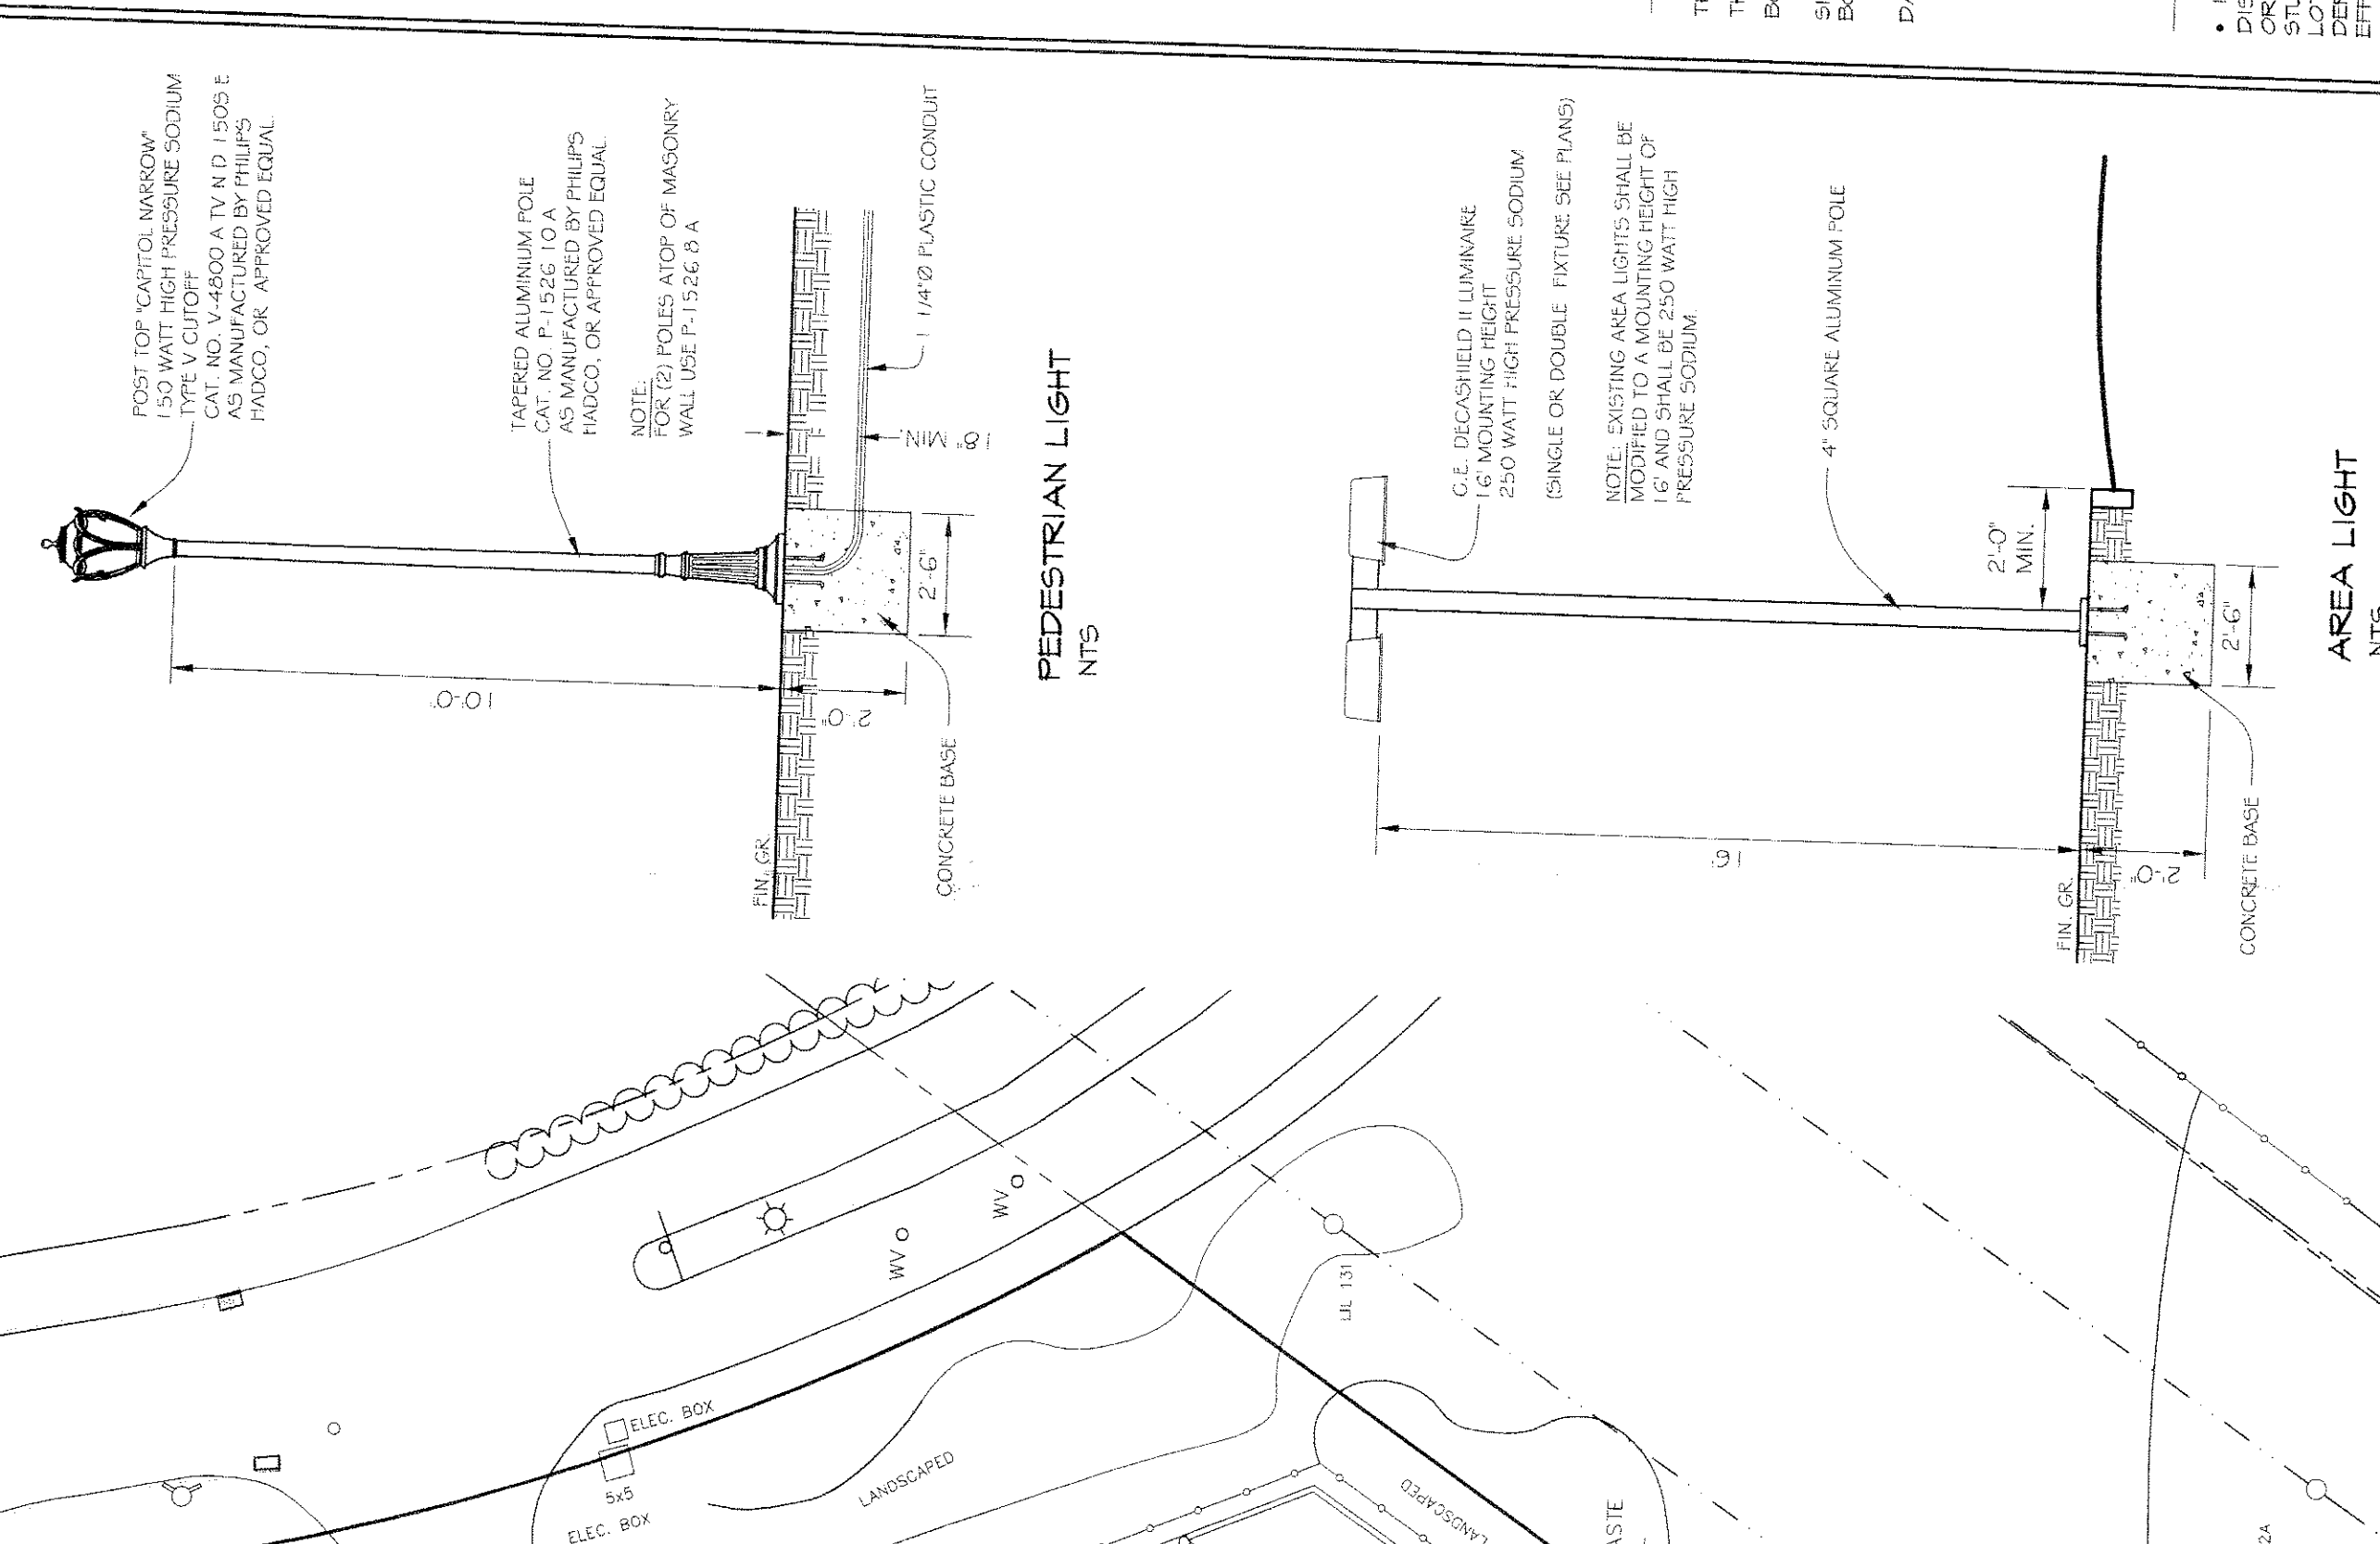 POST TOP "CAPITOL NARROW"
150 WATT HIGH PRESSURE SODIUM
TYPE V CUTOFF
CAT. NO. V-4800 A TV N D 150S E
AS MANUFACTURED BY PHILIPS
HADCO, OR APPROVED EQUAL.
TAPERED ALUMINIUM POLE
CAT. NO. P-1526 10 A
AS MANUFACTURED BY PHILIPS
HADCO, OR APPROVED EQUAL.
NOTE:
FOR (2) POLES ATOP OF MASONRY
WALL USE P-1526 8 A
1 1/4"Ø PLASTIC CONDUIT
18" MIN.
10'-0"
2'-0"
2'-6"
FIN. GR.
CONCRETE BASE
PEDESTRIAN LIGHT
NTS
G.E. DECASHIELD II LUMINAIRE
16' MOUNTING HEIGHT
250 WATT HIGH PRESSURE SODIUM
(SINGLE OR DOUBLE FIXTURE SEE PLANS)
NOTE: EXISTING AREA LIGHTS SHALL BE
MODIFIED TO A MOUNTING HEIGHT OF
16' AND SHALL BE 250 WATT HIGH
PRESSURE SODIUM.
4" SQUARE ALUMINUM POLE
2'-0"
MIN.
16'
2'-0"
2'-6"
FIN. GR.
CONCRETE BASE
AREA LIGHT
NTS
WV
WV
LIL 131
ELEC. BOX
5x5
ELEC. BOX
LANDSCAPED
LANDSCAPED
ASTE
2A